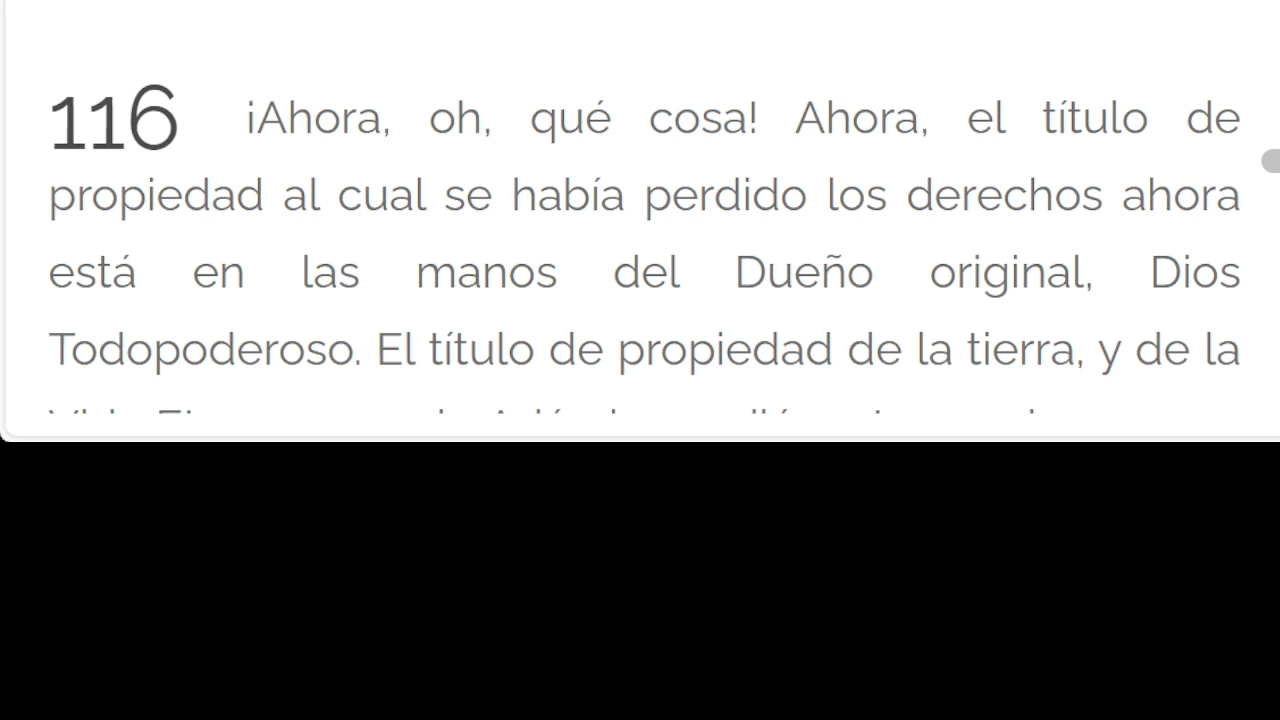 116 ¡Ahora, oh, qué cosa! Ahora, el título de
propiedad al cual se había perdido los derechos ahora
está en las manos del Dueño original, Dios
Todopoderoso. El título de propiedad de la tierra, y de la